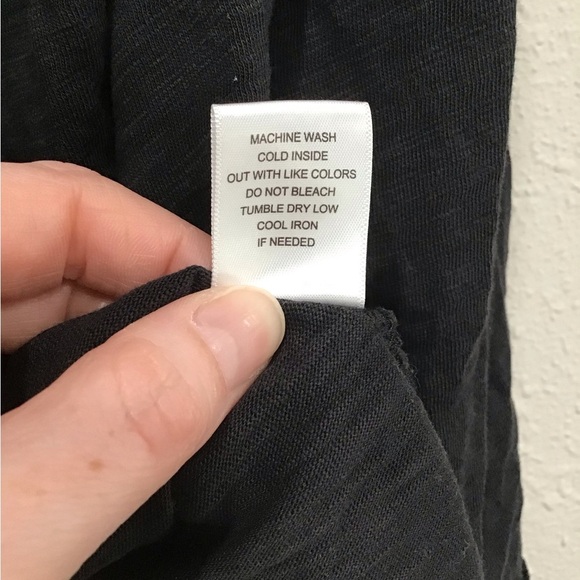 MACHINE WASH
COLD INSIDE
OUT WITH LIKE COLORS
DO NOT BLEACH
TUMBLE DRY LOW
COOL IRON
IF NEEDED